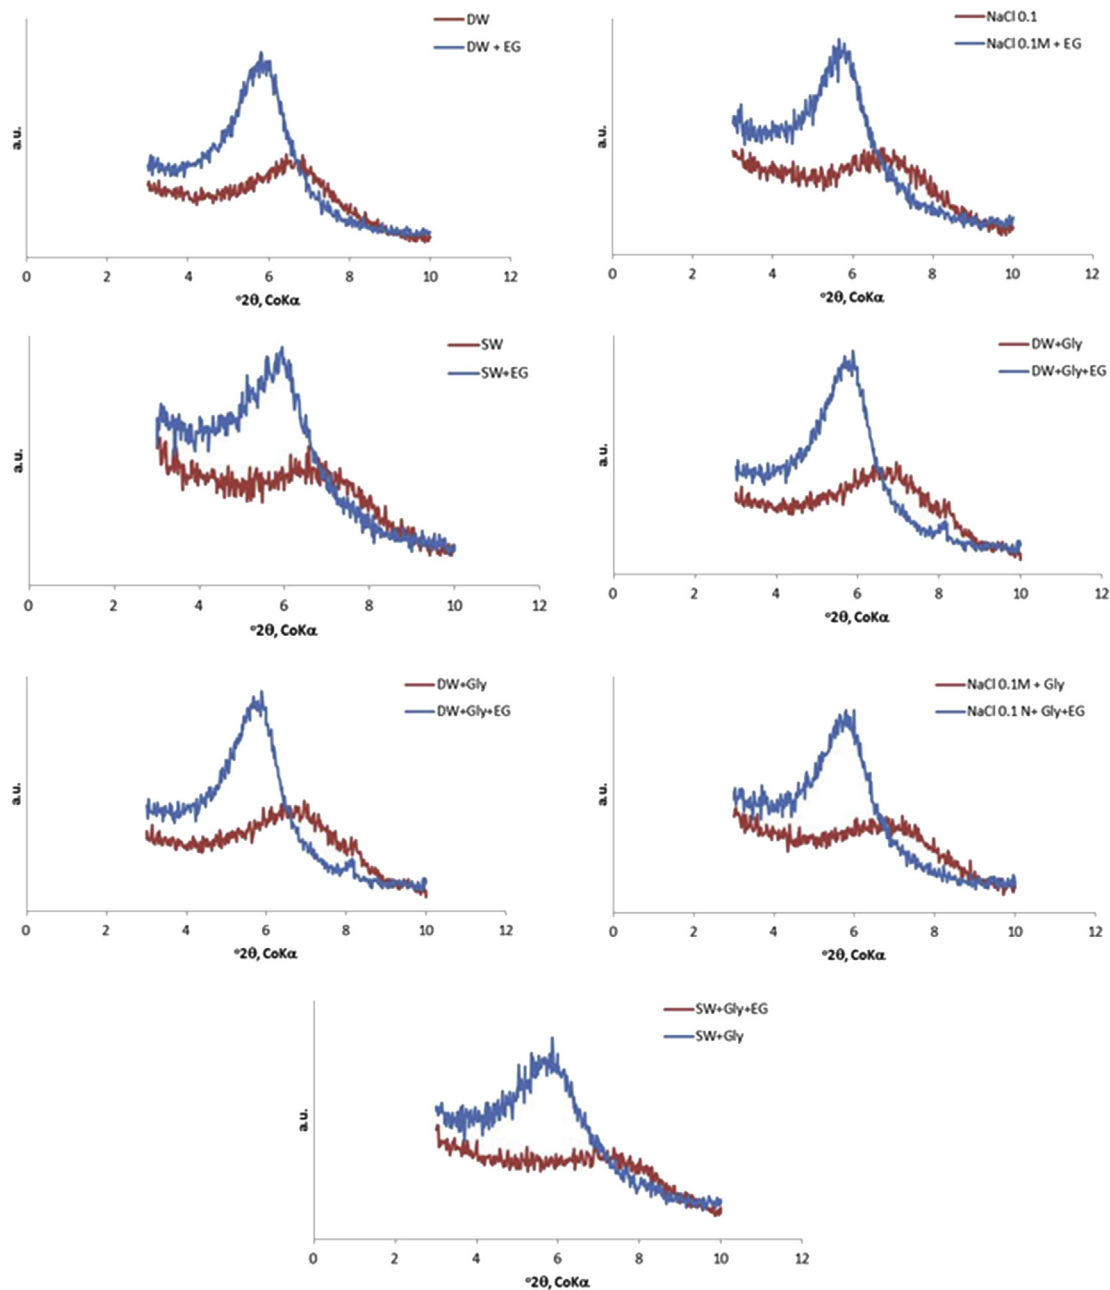 DW
DW + EG
a.u.
0 2 4 6 8 10 12
°2θ, CoKα
NaCl 0.1
NaCl 0.1M + EG
a.u.
0 2 4 6 8 10 12
°2θ, CoKα
SW
SW+EG
a.u.
0 2 4 6 8 10 12
°2θ, CoKα
DW+Gly
DW+Gly+EG
a.u.
0 2 4 6 8 10 12
°2θ, CoKα
DW+Gly
DW+Gly+EG
a.u.
0 2 4 6 8 10 12
°2θ, CoKα
NaCl 0.1M + Gly
NaCl 0.1 N+ Gly+EG
a.u.
0 2 4 6 8 10 12
°2θ, CoKα
SW+Gly+EG
SW+Gly
a.u.
0 2 4 6 8 10 12
°2θ, CoKα